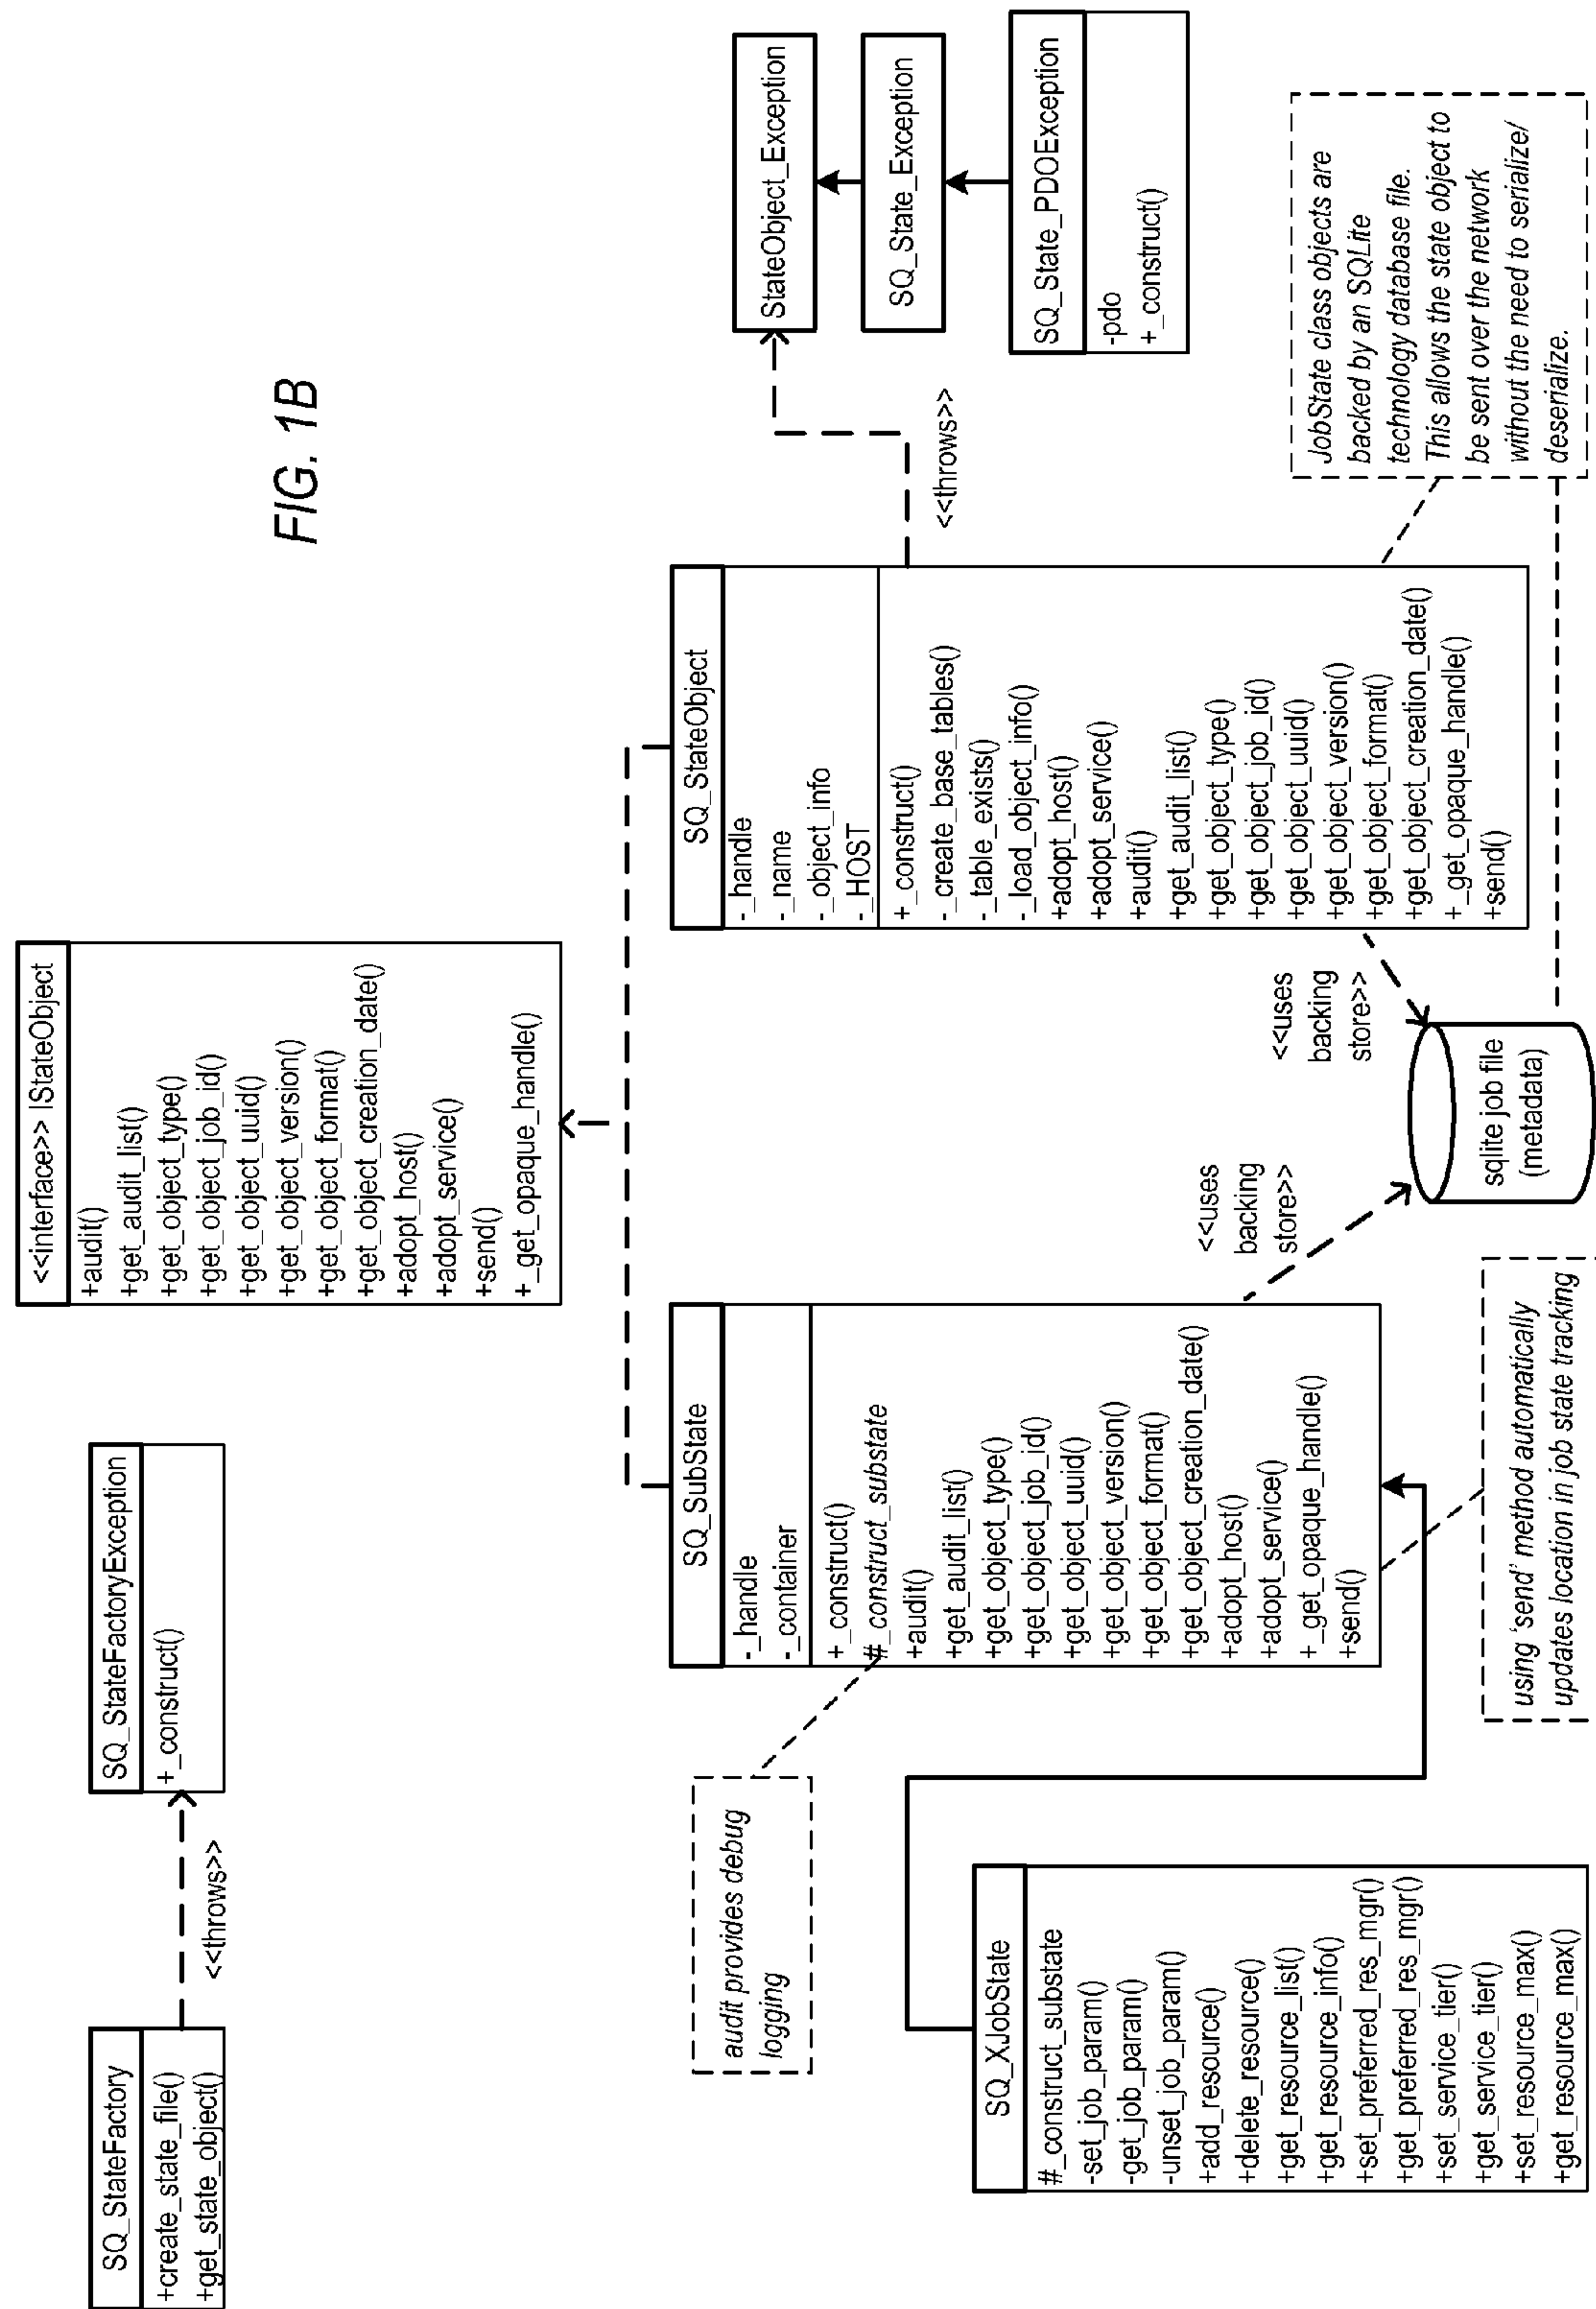 SQ_StateFactory
+create_state_file()
+get_state_object()
<<throws>>
SQ_StateFactoryException
+_construct()
<<interface>> IStateObject
+audit()
+get_audit_list()
+get_object_type()
+get_object_job_id()
+get_object_uuid()
+get_object_version()
+get_object_format()
+get_object_creation_date()
+adopt_host()
+adopt_service()
+send()
+_get_opaque_handle()
FIG. 1B
audit provides debug
logging
SQ_XJobState
#_construct_substate
-set_job_param()
-get_job_param()
-unset_job_param()
+add_resource()
+delete_resource()
+get_resource_list()
+get_resource_info()
+set_preferred_res_mgr()
+get_preferred_res_mgr()
+set_service_tier()
+get_service_tier()
+set_resource_max()
+get_resource_max()
SQ_SubState
-_handle
-_container
+_construct()
#_construct_substate
+audit()
+get_audit_list()
+get_object_type()
+get_object_job_id()
+get_object_uuid()
+get_object_version()
+get_object_format()
+get_object_creation_date()
+adopt_host()
+adopt_service()
+_get_opaque_handle()
+send()
using 'send' method automatically
updates location in job state tracking
<<uses
backing
store>>
sqlite job file
(metadata)
<<uses
backing
store>>
SQ_StateObject
-_handle
-_name
-_object_info
-_HOST
+_construct()
-_create_base_tables()
-_table_exists()
-_load_object_info()
+adopt_host()
+adopt_service()
+audit()
+get_audit_list()
+get_object_type()
+get_object_job_id()
+get_object_uuid()
+get_object_version()
+get_object_format()
+get_object_creation_date()
+_get_opaque_handle()
+send()
<<throws>>
StateObject_Exception
SQ_State_Exception
SQ_State_PDOException
-pdo
+_construct()
JobState class objects are
backed by an SQLite
technology database file.
This allows the state object to
be sent over the network
without the need to serialize/
deserialize.